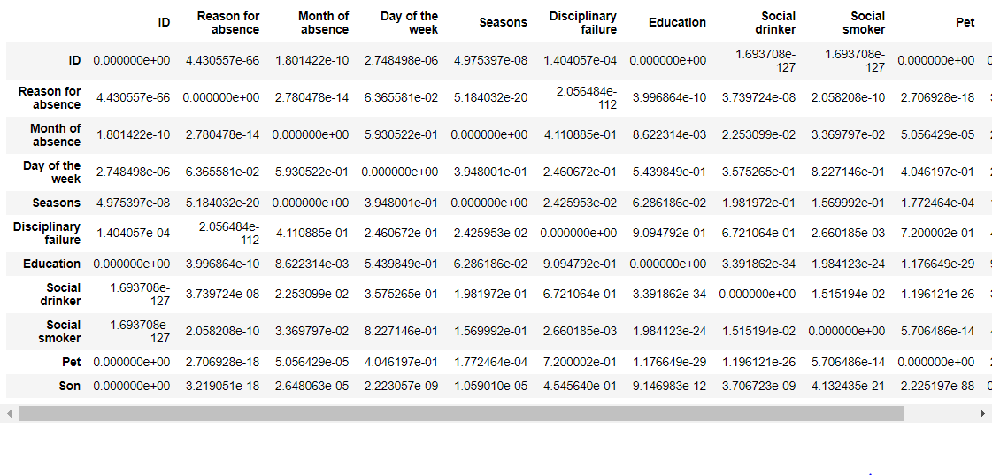 ID Reason for absence Month of absence Day of the week Seasons Disciplinary failure Education Social drinker Social smoker Pet
ID 0.000000e+00 4.430557e-66 1.801422e-10 2.748498e-06 4.975397e-08 1.404057e-04 0.000000e+00 1.693708e-127 1.693708e-127 0.000000e+00
Reason for absence 4.430557e-66 0.000000e+00 2.780478e-14 6.365581e-02 5.184032e-20 2.056484e-112 3.996864e-10 3.739724e-08 2.058208e-10 2.706928e-18
Month of absence 1.801422e-10 2.780478e-14 0.000000e+00 5.930522e-01 0.000000e+00 4.110885e-01 8.622314e-03 2.253099e-02 3.369797e-02 5.056429e-05
Day of the week 2.748498e-06 6.365581e-02 5.930522e-01 0.000000e+00 3.948001e-01 2.460672e-01 5.439849e-01 3.575265e-01 8.227146e-01 4.046197e-01
Seasons 4.975397e-08 5.184032e-20 0.000000e+00 3.948001e-01 0.000000e+00 2.425953e-02 6.286186e-02 1.981972e-01 1.569992e-01 1.772464e-04
Disciplinary failure 1.404057e-04 2.056484e-112 4.110885e-01 2.460672e-01 2.425953e-02 0.000000e+00 9.094792e-01 6.721064e-01 2.660185e-03 7.200002e-01
Education 0.000000e+00 3.996864e-10 8.622314e-03 5.439849e-01 6.286186e-02 9.094792e-01 0.000000e+00 3.391862e-34 1.984123e-24 1.176649e-29
Social drinker 1.693708e-127 3.739724e-08 2.253099e-02 3.575265e-01 1.981972e-01 6.721064e-01 3.391862e-34 0.000000e+00 1.515194e-02 1.196121e-26
Social smoker 1.693708e-127 2.058208e-10 3.369797e-02 8.227146e-01 1.569992e-01 2.660185e-03 1.984123e-24 1.515194e-02 0.000000e+00 5.706486e-14
Pet 0.000000e+00 2.706928e-18 5.056429e-05 4.046197e-01 1.772464e-04 7.200002e-01 1.176649e-29 1.196121e-26 5.706486e-14 0.000000e+00
Son 0.000000e+00 3.219051e-18 2.648063e-05 2.223057e-09 1.059010e-05 4.545640e-01 9.146983e-12 3.706723e-09 4.132435e-21 2.225197e-88